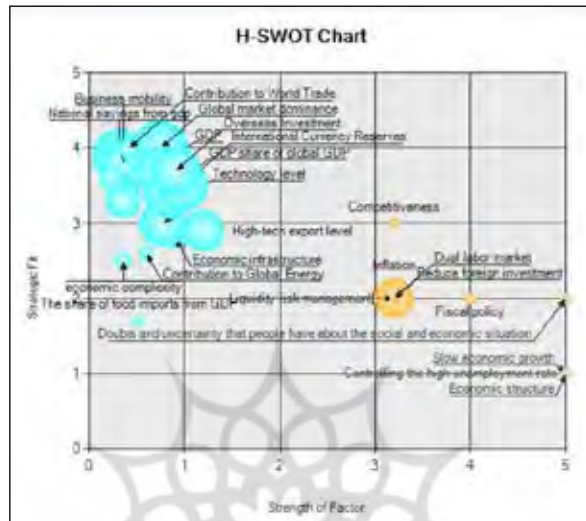 H-SWOT Chart
5
Contribution to World Trade
Business mobility
Global market dominance
National savings from GDP
Overseas Investment
GDP
International Currency Reserves
4
GDP share of global GDP
Technology level
Competitiveness
3
High-tech export level
Economic infrastructure
Dual labor market
Inflation
Reduce foreign investment
Contribution to Global Energy
economic complexity
The share of food imports from GDP
Liquidity risk management
2
Fiscal policy
Doubts and uncertainty that people have about the social and economic situation
Slow economic growth
1
Controlling the high unemployment rate
Economic structure
0
0
1
2
3
4
5
Strategic Fit
Strength of Factor